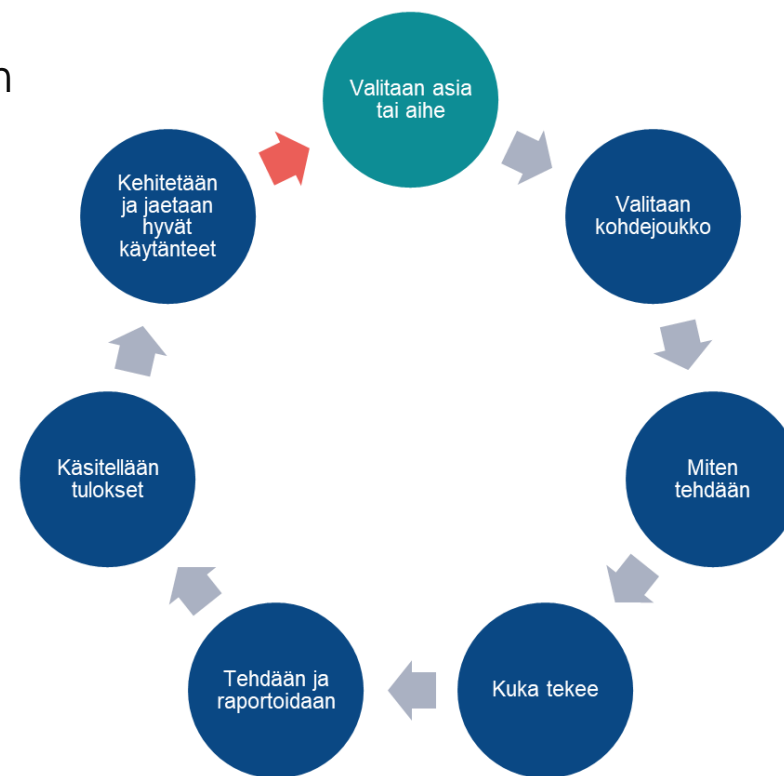 n
Valitaan asia
tai aihe
Valitaan
kohdejoukko
Miten
tehdään
Kuka tekee
Tehdään ja
raportoidaan
Käsitellään
tulokset
Kehitetään
ja jaetaan
hyvät
käytänteet